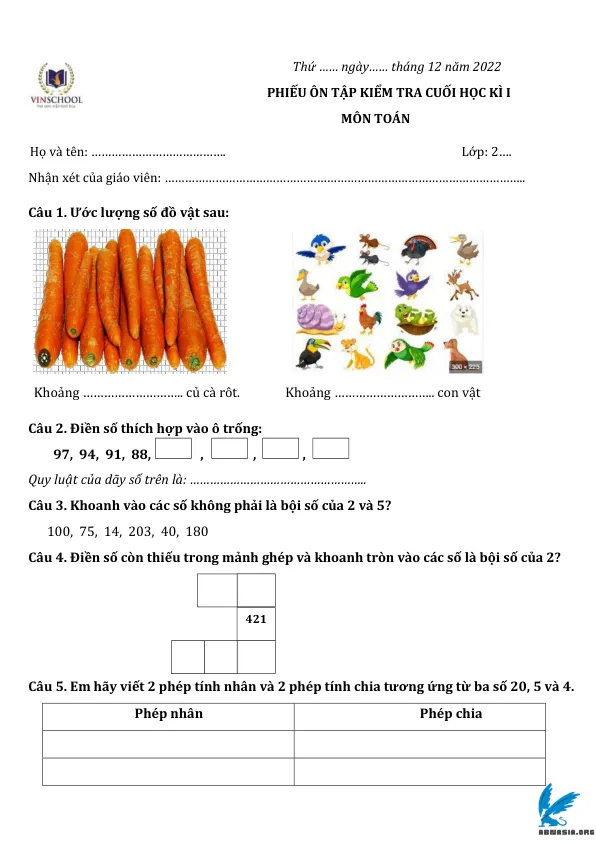 Thứ …… ngày…… tháng 12 năm 2022
VINSCHOOL
PHIẾU ÔN TẬP KIỂM TRA CUỐI HỌC KÌ I
MÔN TOÁN
Họ và tên: …………………………………. Lớp: 2….
Nhận xét của giáo viên: ……………………………………………………………………………………………..
Câu 1. Ước lượng số đồ vật sau:
300 × 225
Khoảng ……………………….. củ cà rôt. Khoảng ……………………….. con vật
Câu 2. Điền số thích hợp vào ô trống:
97, 94, 91, 88, , , ,
Quy luật của dãy số trên là: ……………………………………………..
Câu 3. Khoanh vào các số không phải là bội số của 2 và 5?
100, 75, 14, 203, 40, 180
Câu 4. Điền số còn thiếu trong mảnh ghép và khoanh tròn vào các số là bội số của 2?
421
Câu 5. Em hãy viết 2 phép tính nhân và 2 phép tính chia tương ứng từ ba số 20, 5 và 4.
Phép nhân Phép chia
ABNASIA.ORG